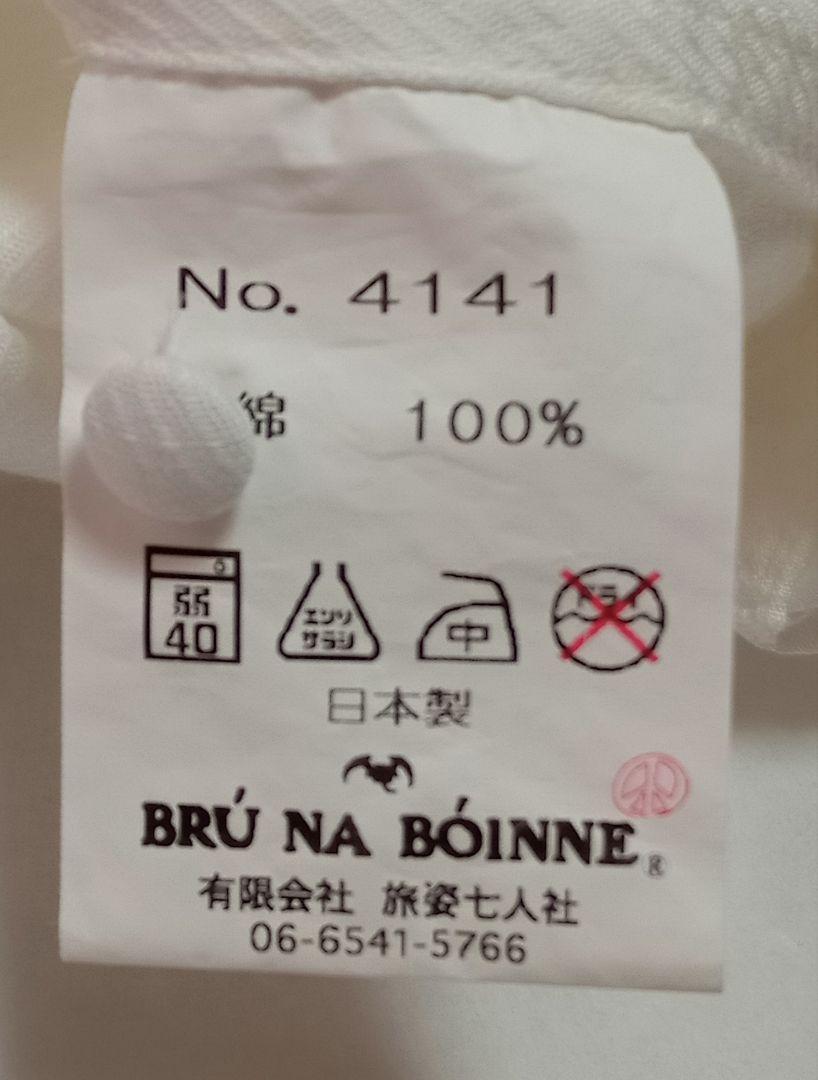 No. 4141
綿 100%
弱
40
エンソ
サラシ
中
ドライ
日本製
BRÚ NA BÓINNE®
有限会社 旅姿七人社
06-6541-5766